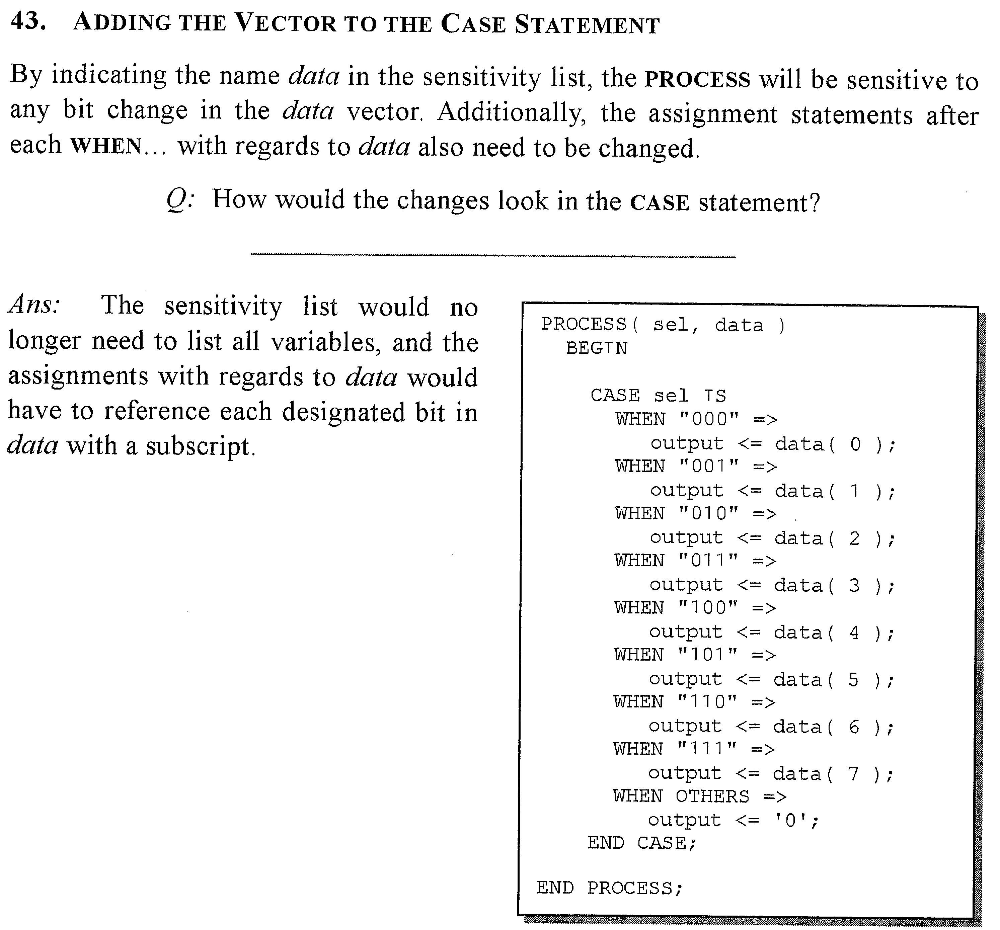 43. ADDING THE VECTOR TO THE CASE STATEMENT
By indicating the name data in the sensitivity list, the PROCESS will be sensitive to
any bit change in the data vector. Additionally, the assignment statements after
each WHEN... with regards to data also need to be changed.
Q: How would the changes look in the CASE statement?
Ans: The sensitivity list would no
longer need to list all variables, and the
assignments with regards to data would
have to reference each designated bit in
data with a subscript.
PROCESS( sel, data )
BEGIN
CASE sel IS
WHEN "000" =>
output <= data( 0 );
WHEN "001" =>
output <= data( 1 );
WHEN "010" =>
output <= data( 2 );
WHEN "011" =>
output <= data( 3 );
WHEN "100" =>
output <= data( 4 );
WHEN "101" =>
output <= data( 5 );
WHEN "110" =>
output <= data( 6 );
WHEN "111" =>
output <= data( 7 );
WHEN OTHERS =>
output <= '0';
END CASE;
END PROCESS;